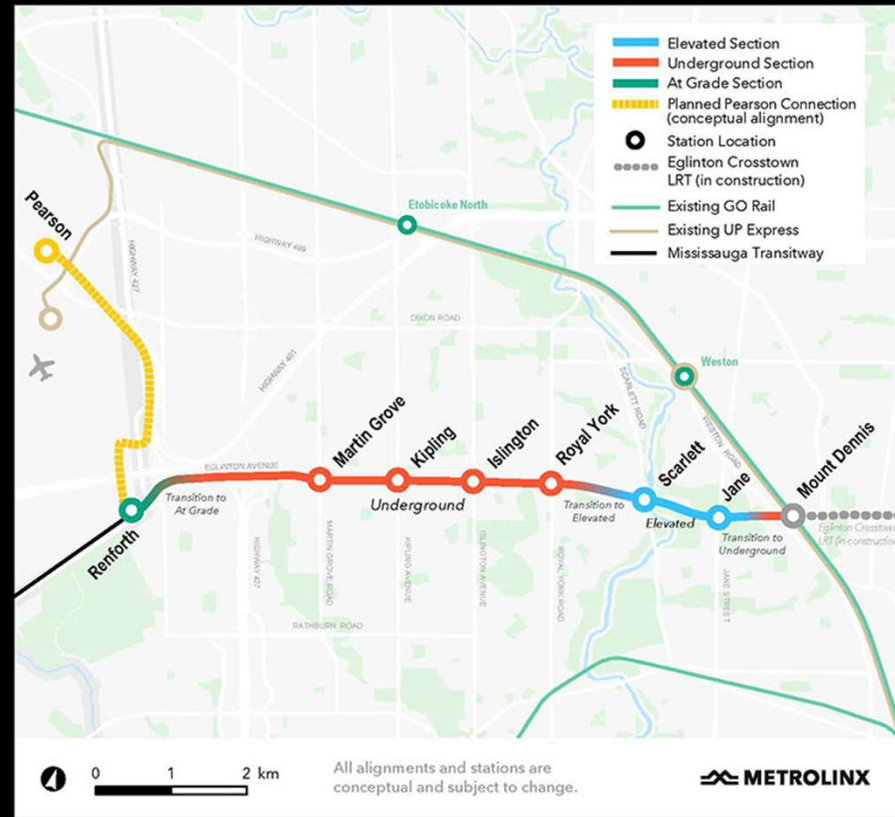 Elevated Section
Underground Section
At Grade Section
Planned Pearson Connection
(conceptual alignment)
Station Location
Eglinton Crosstown
LRT (in construction)
Existing GO Rail
Existing UP Express
Mississauga Transitway
Pearson
Etobicoke North
HIGHWAY 409
HIGHWAY 427
DIXON ROAD
HIGHWAY 401
SCARLETT ROAD
Weston
WESTON ROAD
Martin Grove
Kipling
Islington
Royal York
Scarlett
Jane
Mount Dennis
EGLINTON AVENUE
Transition to
At Grade
Underground
Transition to
Elevated
Elevated
Transition to
Underground
Eglinton Crosstown
LRT (in construction
Renforth
HIGHWAY 427
MARTIN GROVE ROAD
KIPLING AVENUE
ISLINGTON AVENUE
ROYAL YORK ROAD
JANE STREET
RATHBURN ROAD
0 1 2 km
All alignments and stations are
conceptual and subject to change.
METROLINX